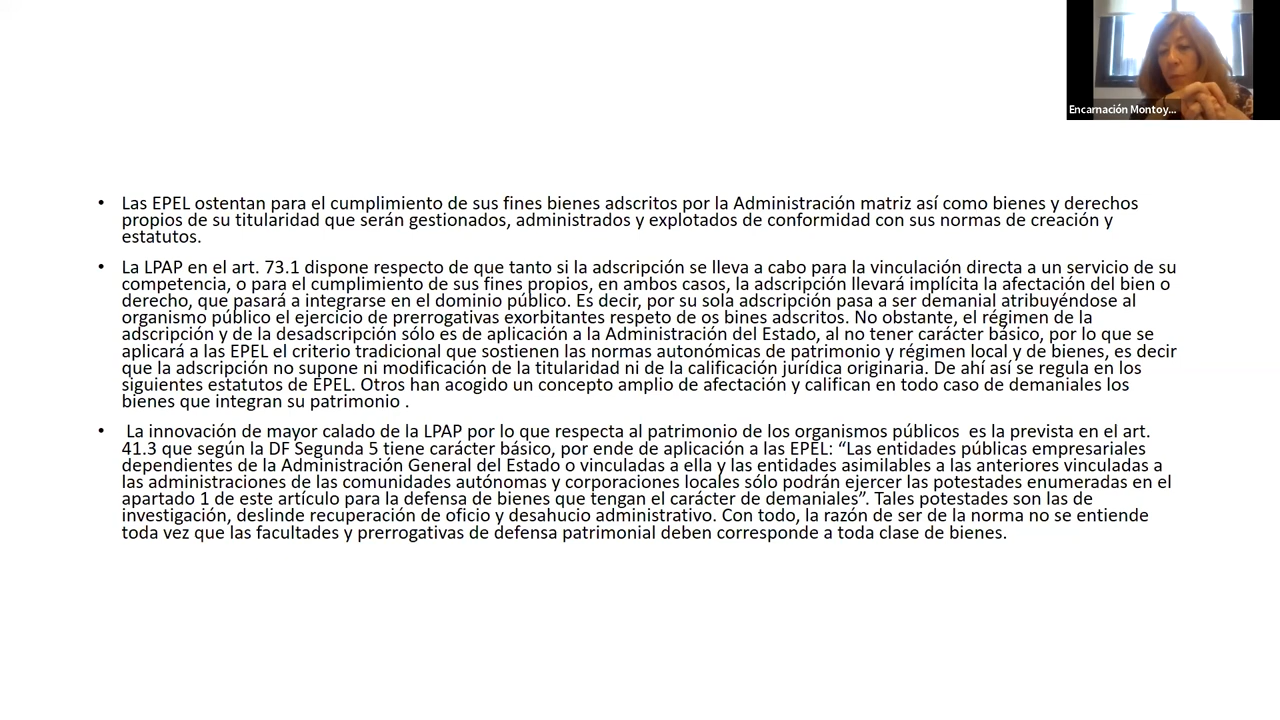 Encarnación Montoy...
• Las EPEL ostentan para el cumplimiento de sus fines bienes adscritos por la Administración matriz así como bienes y derechos
propios de su titularidad que serán gestionados, administrados y explotados de conformidad con sus normas de creación y
estatutos.
• La LPAP en el art. 73.1 dispone respecto de que tanto si la adscripción se lleva a cabo para la vinculación directa a un servicio de su
competencia, o para el cumplimiento de sus fines propios, en ambos casos, la adscripción llevará implícita la afectación del bien o
derecho, que pasará a integrarse en el dominio público. Es decir, por su sola adscripción pasa a ser demanial atribuyéndose al
organismo público el ejercicio de prerrogativas exorbitantes respeto de os bines adscritos. No obstante, el régimen de la
adscripción y de la desadscripción sólo es de aplicación a la Administración del Estado, al no tener carácter básico, por lo que se
aplicará a las EPEL el criterio tradicional que sostienen las normas autonómicas de patrimonio y régimen local y de bienes, es decir
que la adscripción no supone ni modificación de la titularidad ni de la calificación jurídica originaria. De ahí así se regula en los
siguientes estatutos de EPEL. Otros han acogido un concepto amplio de afectación y califican en todo caso de demaniales los
bienes que integran su patrimonio .
• La innovación de mayor calado de la LPAP por lo que respecta al patrimonio de los organismos públicos es la prevista en el art.
41.3 que según la DF Segunda 5 tiene carácter básico, por ende de aplicación a las EPEL: “Las entidades públicas empresariales
dependientes de la Administración General del Estado o vinculadas a ella y las entidades asimilables a las anteriores vinculadas a
las administraciones de las comunidades autónomas y corporaciones locales sólo podrán ejercer las potestades enumeradas en el
apartado 1 de este artículo para la defensa de bienes que tengan el carácter de demaniales”. Tales potestades son las de
investigación, deslinde recuperación de oficio y desahucio administrativo. Con todo, la razón de ser de la norma no se entiende
toda vez que las facultades y prerrogativas de defensa patrimonial deben corresponde a toda clase de bienes.